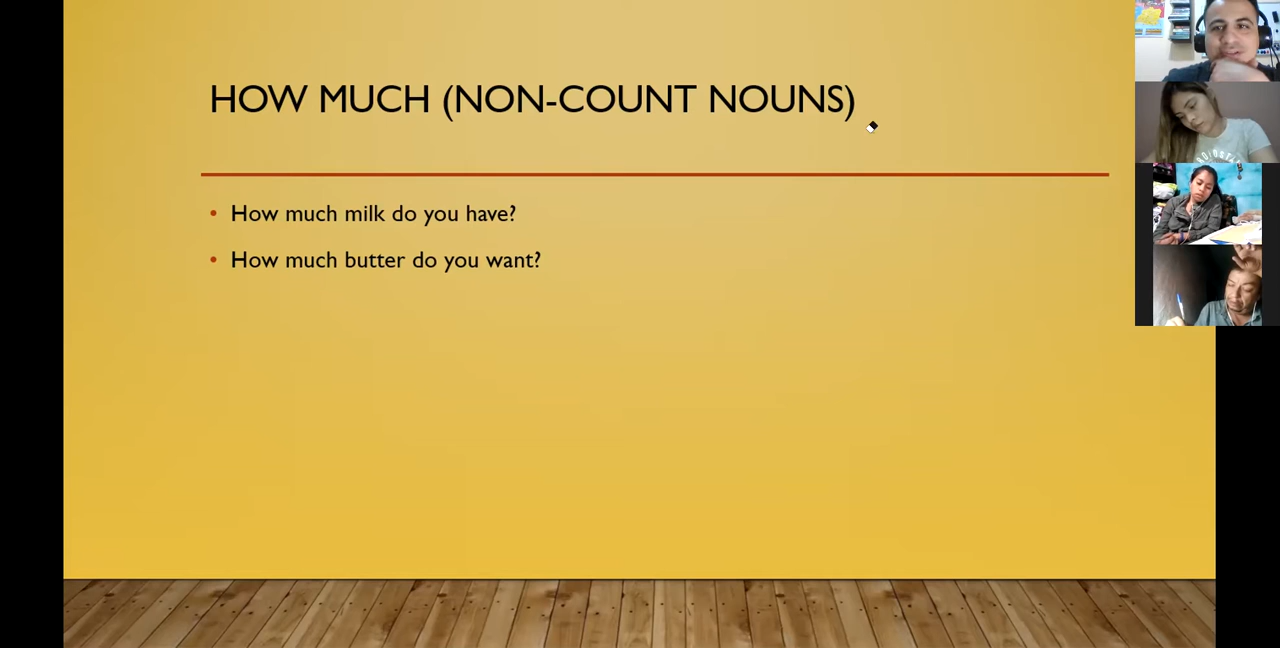 HOW MUCH (NON-COUNT NOUNS)
• How much milk do you have?
• How much butter do you want?